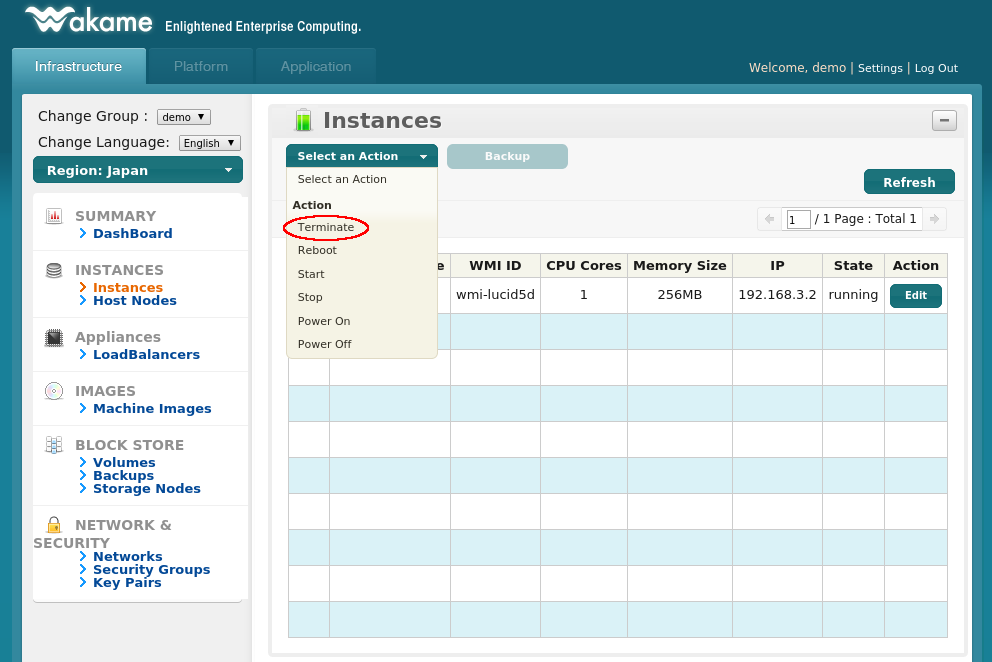 Wakame Enlightened Enterprise Computing.
Infrastructure Platform Application
Welcome, demo | Settings | Log Out
Change Group : demo ▼
Change Language: English ▼
Region: Japan
SUMMARY
DashBoard
INSTANCES
Instances
Host Nodes
Appliances
LoadBalancers
IMAGES
Machine Images
BLOCK STORE
Volumes
Backups
Storage Nodes
NETWORK &
SECURITY
Networks
Security Groups
Key Pairs
Instances
Select an Action Backup
Select an Action
Action
Terminate
Reboot
Start
Stop
Power On
Power Off
Refresh
1 / 1 Page : Total 1
e WMI ID CPU Cores Memory Size IP State Action
wmi-lucid5d 1 256MB 192.168.3.2 running Edit